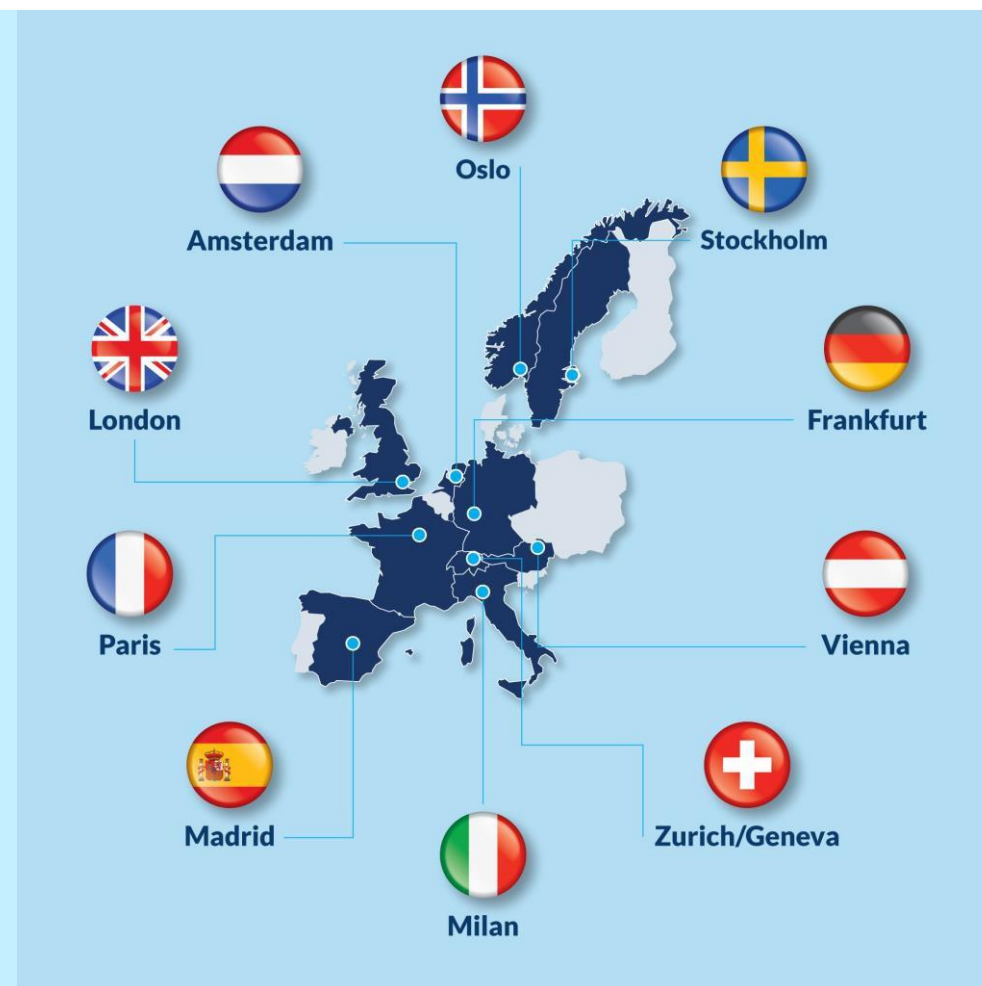 Oslo
Amsterdam
Stockholm
London
Frankfurt
Paris
Vienna
Madrid
Zurich/Geneva
Milan